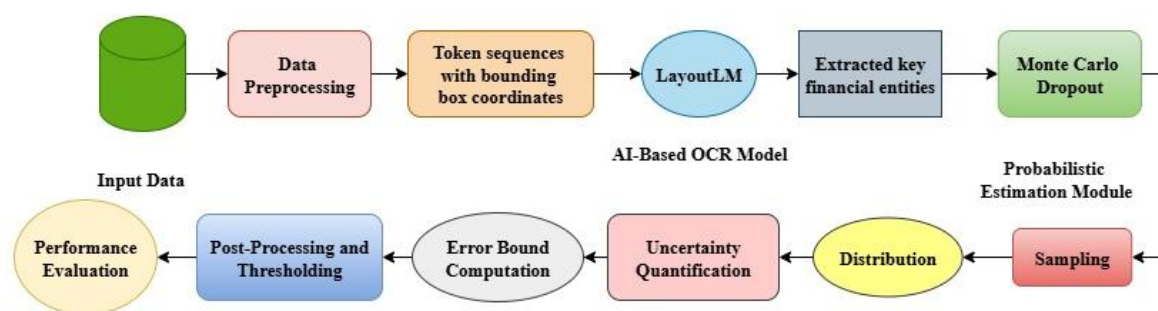 Data
Preprocessing
Token sequences
with bounding
box coordinates
LayoutLM
Extracted key
financial entities
Monte Carlo
Dropout
Input Data
AI-Based OCR Model
Probabilistic
Estimation Module
Performance
Evaluation
Post-Processing and
Thresholding
Error Bound
Computation
Uncertainty
Quantification
Distribution
Sampling